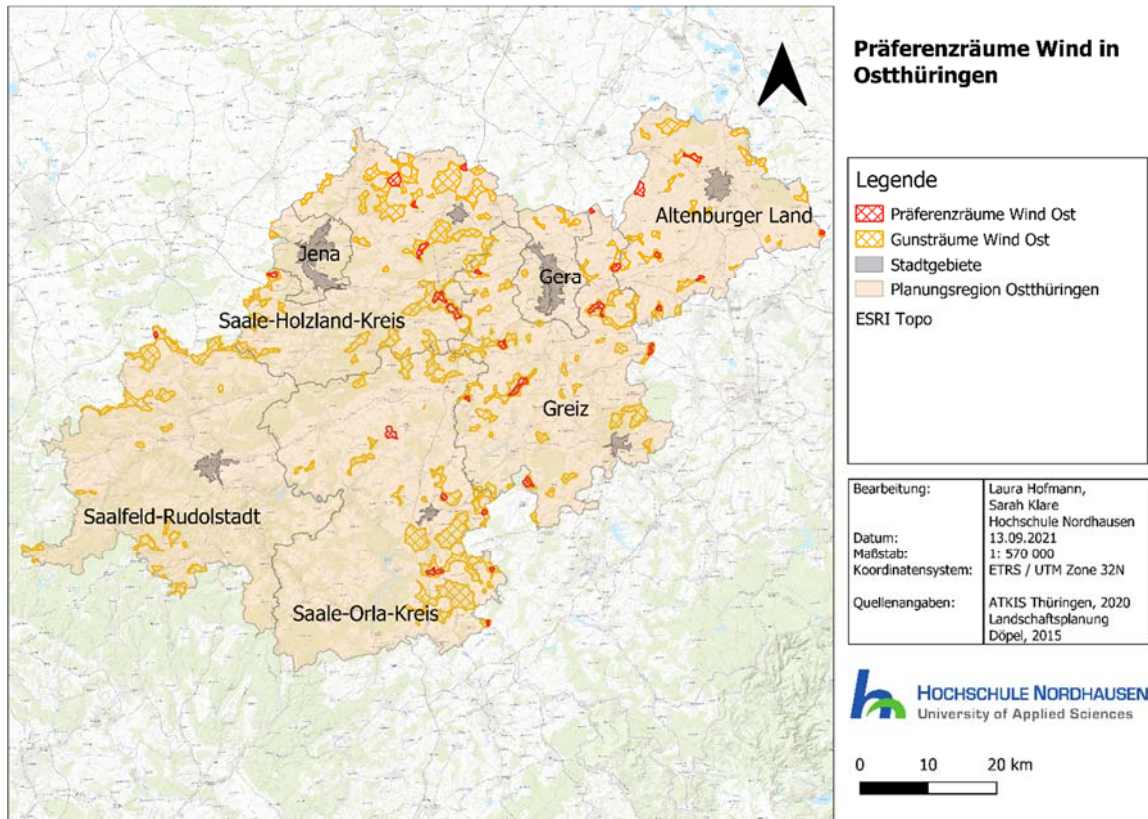 Präferenzräume Wind in
Ostthüringen
Legende
Präferenzräume Wind Ost
Gunsträume Wind Ost
Stadtgebiete
Planungsregion Ostthüringen
ESRI Topo
Altenburger Land
Jena
Gera
Saale-Holzland-Kreis
Greiz
Saalfeld-Rudolstadt
Saale-Orla-Kreis
Bearbeitung: Laura Hofmann,
Sarah Klare
Hochschule Nordhausen
Datum: 13.09.2021
Maßstab: 1: 570 000
Koordinatensystem: ETRS / UTM Zone 32N
Quellenangaben: ATKIS Thüringen, 2020
Landschaftsplanung
Döpel, 2015
HOCHSCHULE NORDHAUSEN
University of Applied Sciences
0 10 20 km